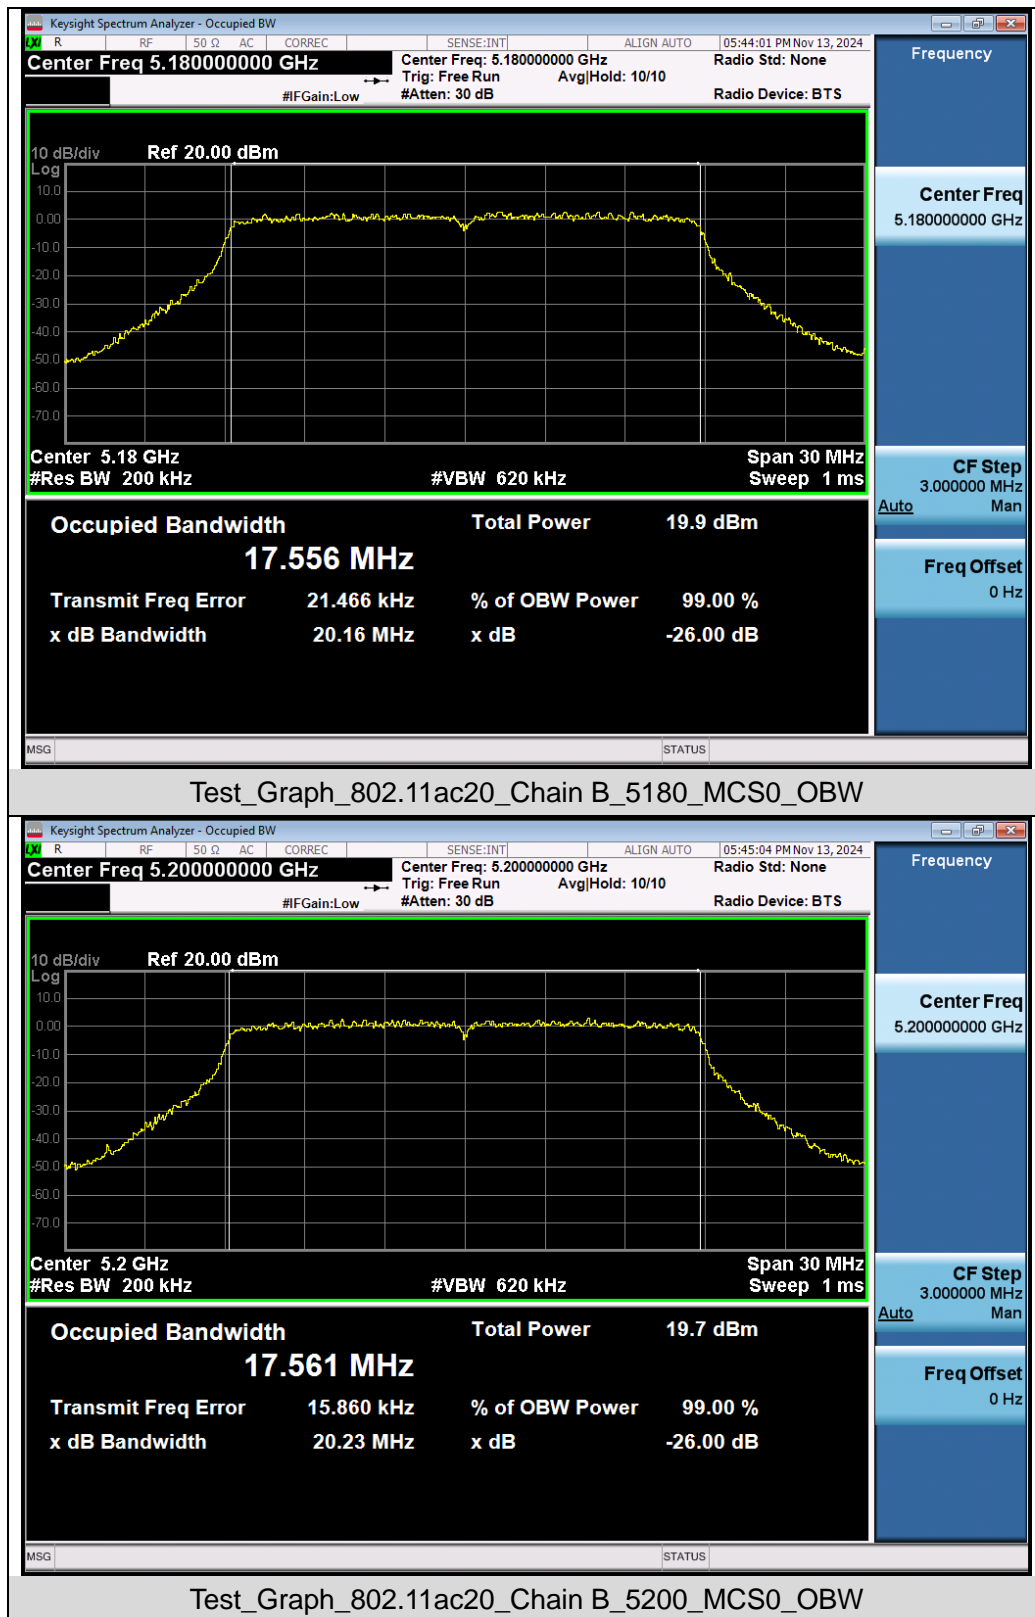 Keysight Spectrum Analyzer - Occupied BW
LXI R RF 50 Ω AC CORREC SENSE:INT ALIGN AUTO 05:44:01 PM Nov 13, 2024
Center Freq 5.180000000 GHz Center Freq: 5.180000000 GHz Radio Std: None
Trig: Free Run Avg|Hold: 10/10
#IFGain:Low #Atten: 30 dB Radio Device: BTS
10 dB/div Ref 20.00 dBm
Log
10.0
0.00
-10.0
-20.0
-30.0
-40.0
-50.0
-60.0
-70.0
Center 5.18 GHz Span 30 MHz
#Res BW 200 kHz #VBW 620 kHz Sweep 1 ms
Occupied Bandwidth Total Power 19.9 dBm
17.556 MHz
Transmit Freq Error 21.466 kHz % of OBW Power 99.00 %
x dB Bandwidth 20.16 MHz x dB -26.00 dB
MSG STATUS
Frequency
Center Freq
5.180000000 GHz
CF Step
3.000000 MHz
Auto Man
Freq Offset
0 Hz
Test_Graph_802.11ac20_Chain B_5180_MCS0_OBW
Keysight Spectrum Analyzer - Occupied BW
LXI R RF 50 Ω AC CORREC SENSE:INT ALIGN AUTO 05:45:04 PM Nov 13, 2024
Center Freq 5.200000000 GHz Center Freq: 5.200000000 GHz Radio Std: None
Trig: Free Run Avg|Hold: 10/10
#IFGain:Low #Atten: 30 dB Radio Device: BTS
10 dB/div Ref 20.00 dBm
Log
10.0
0.00
-10.0
-20.0
-30.0
-40.0
-50.0
-60.0
-70.0
Center 5.2 GHz Span 30 MHz
#Res BW 200 kHz #VBW 620 kHz Sweep 1 ms
Occupied Bandwidth Total Power 19.7 dBm
17.561 MHz
Transmit Freq Error 15.860 kHz % of OBW Power 99.00 %
x dB Bandwidth 20.23 MHz x dB -26.00 dB
MSG STATUS
Frequency
Center Freq
5.200000000 GHz
CF Step
3.000000 MHz
Auto Man
Freq Offset
0 Hz
Test_Graph_802.11ac20_Chain B_5200_MCS0_OBW